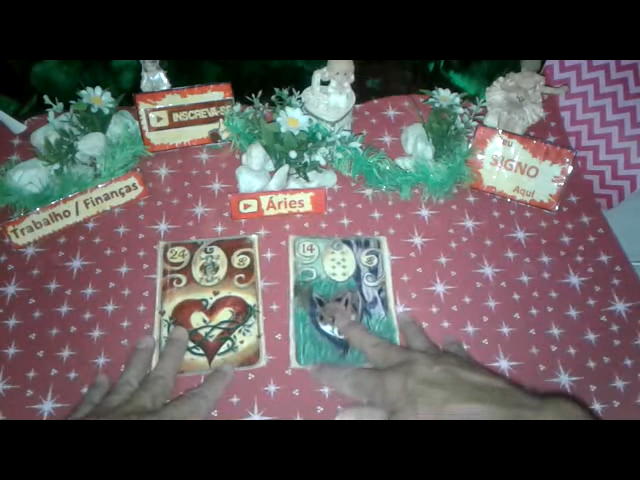 INSCREVA-SE
SIGNO
Aqui
Trabalho / Finanças
Áries
24
14